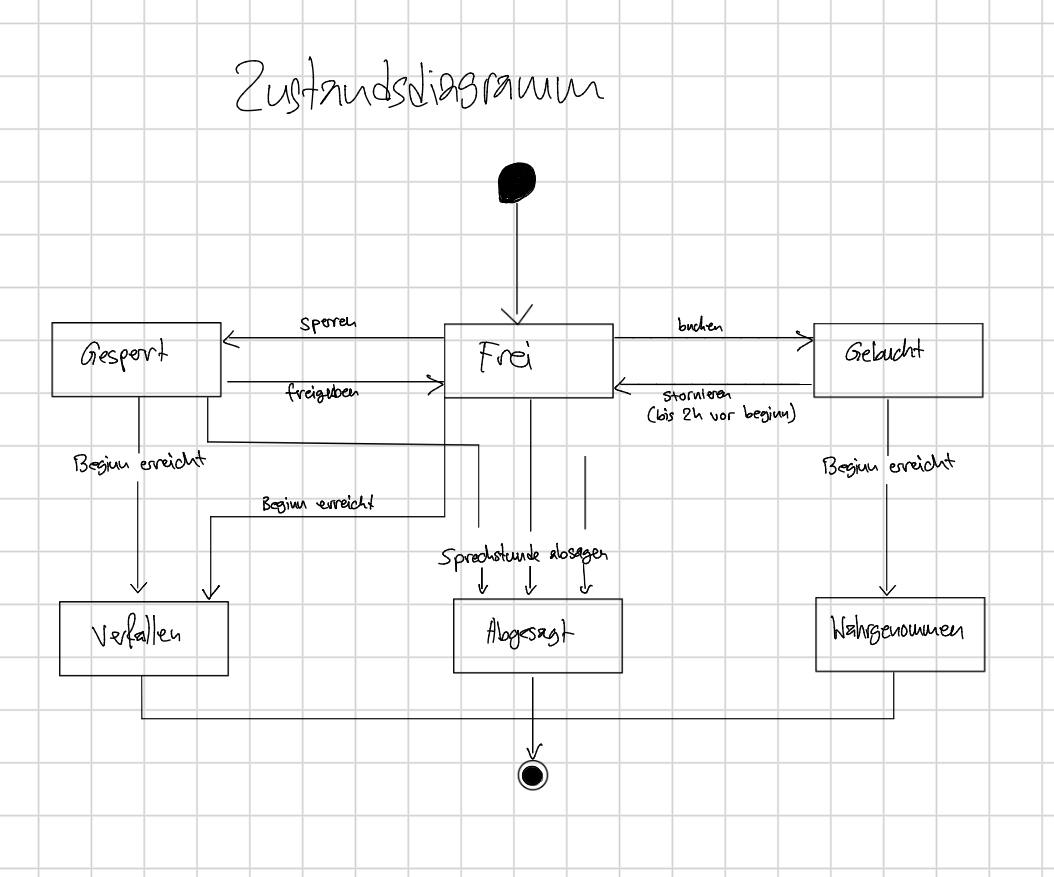 Zustandsdiagramm
sperren
buchen
Gesperrt
Frei
Gebucht
freigeben
stornieren
(bis 2h vor beginn)
Beginn erreicht
Beginn erreicht
Beginn erreicht
Sprechstunde absagen
Verfallen
Abgesagt
Wahrgenommen